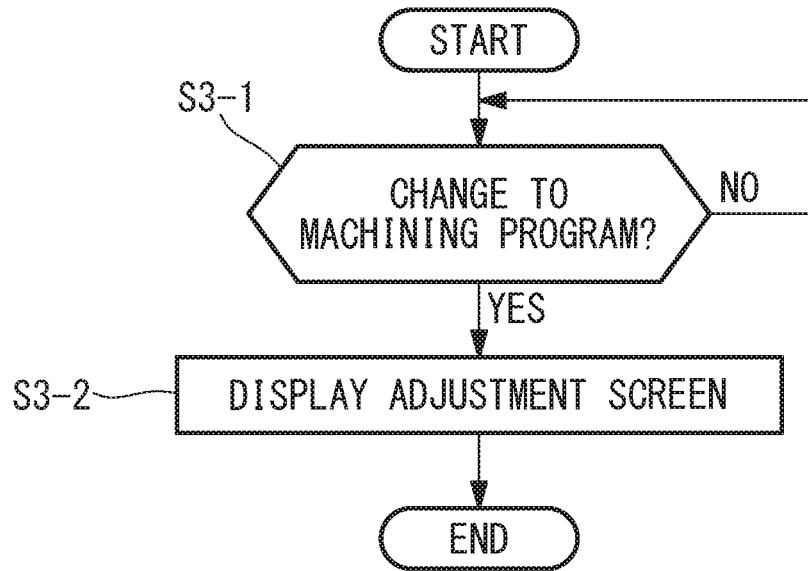 START
S3-1
CHANGE TO
MACHINING PROGRAM?
NO
YES
S3-2
DISPLAY ADJUSTMENT SCREEN
END